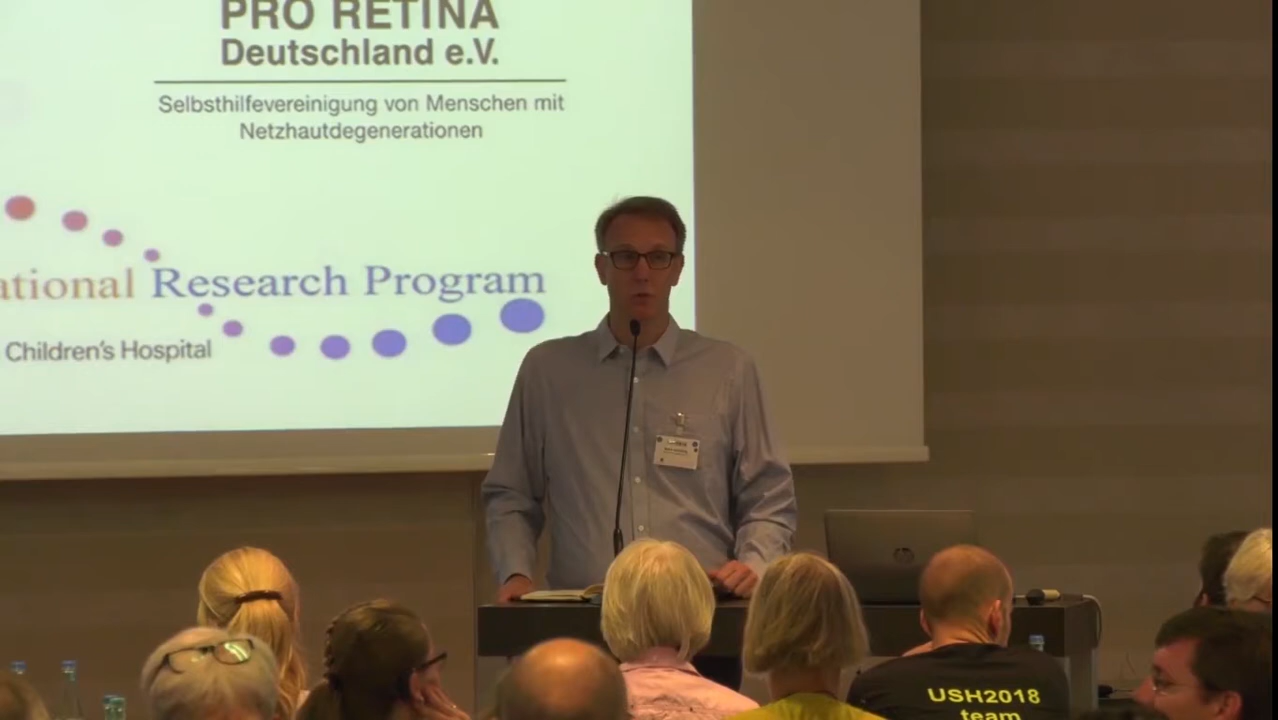 PRO RETINA
Deutschland e.V.
Selbsthilfevereinigung von Menschen mit
Netzhautdegenerationen
ational Research Program
Children's Hospital
USH2018
team